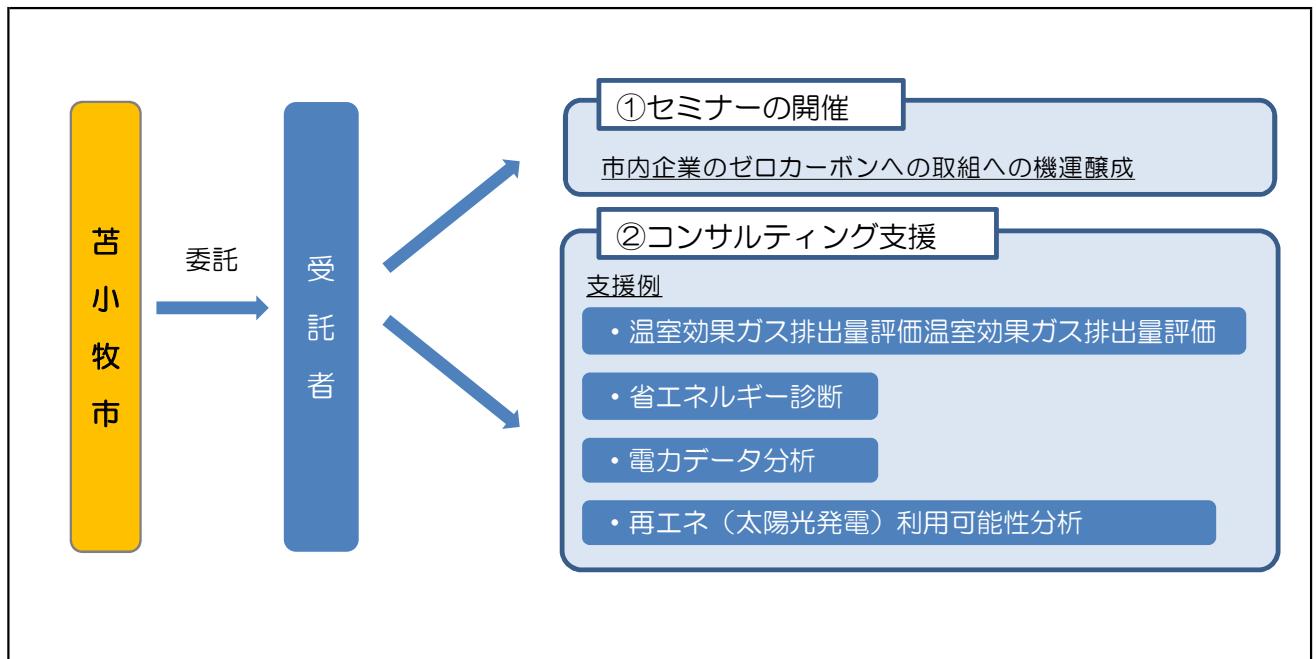 苫小牧市
委託
受託者
①セミナーの開催
市内企業のゼロカーボンへの取組への機運醸成
②コンサルティング支援
支援例
・温室効果ガス排出量評価温室効果ガス排出量評価
・省エネルギー診断
・電力データ分析
・再エネ（太陽光発電）利用可能性分析